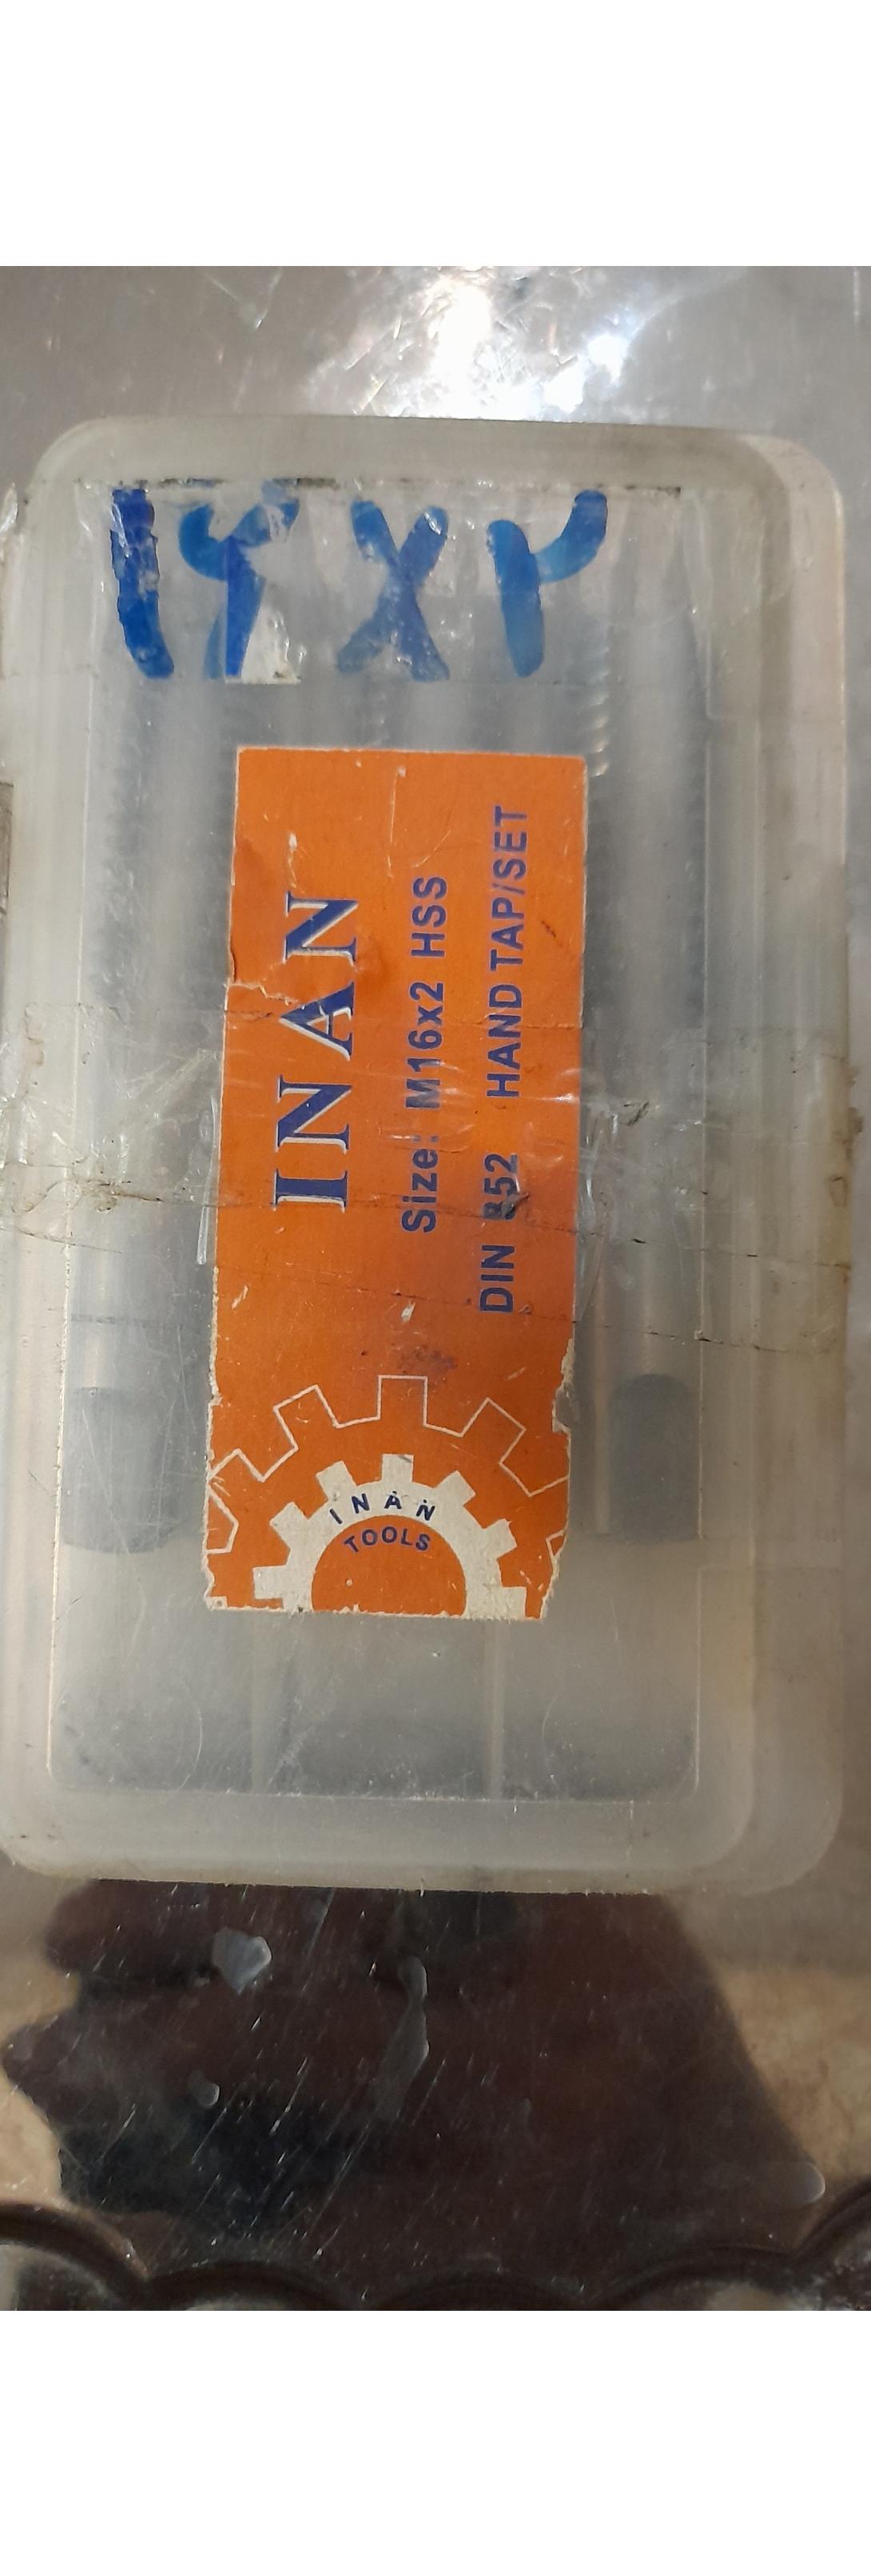 ۱۶x۲
INAN
Size: M16x2 HSS
DIN 352 HAND TAP/SET
INAN
TOOLS